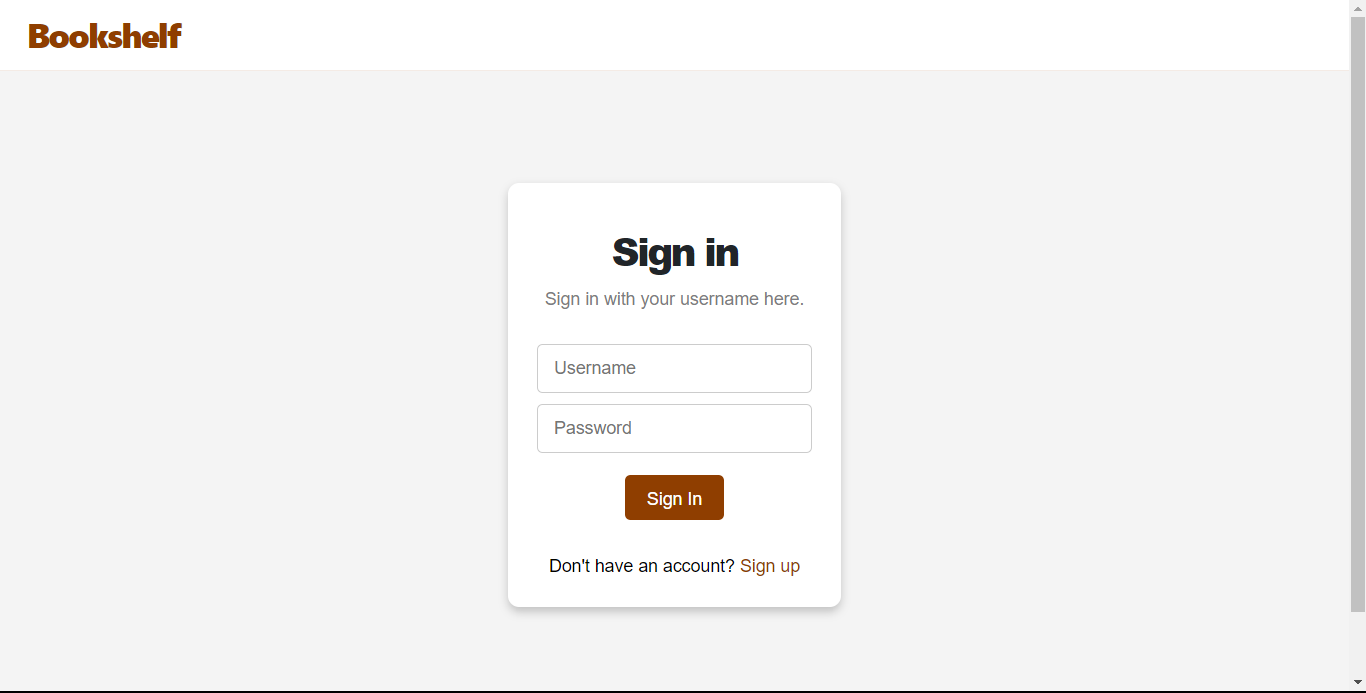 Bookshelf
Sign in
Sign in with your username here.
Username
Password
Sign In
Don't have an account? Sign up